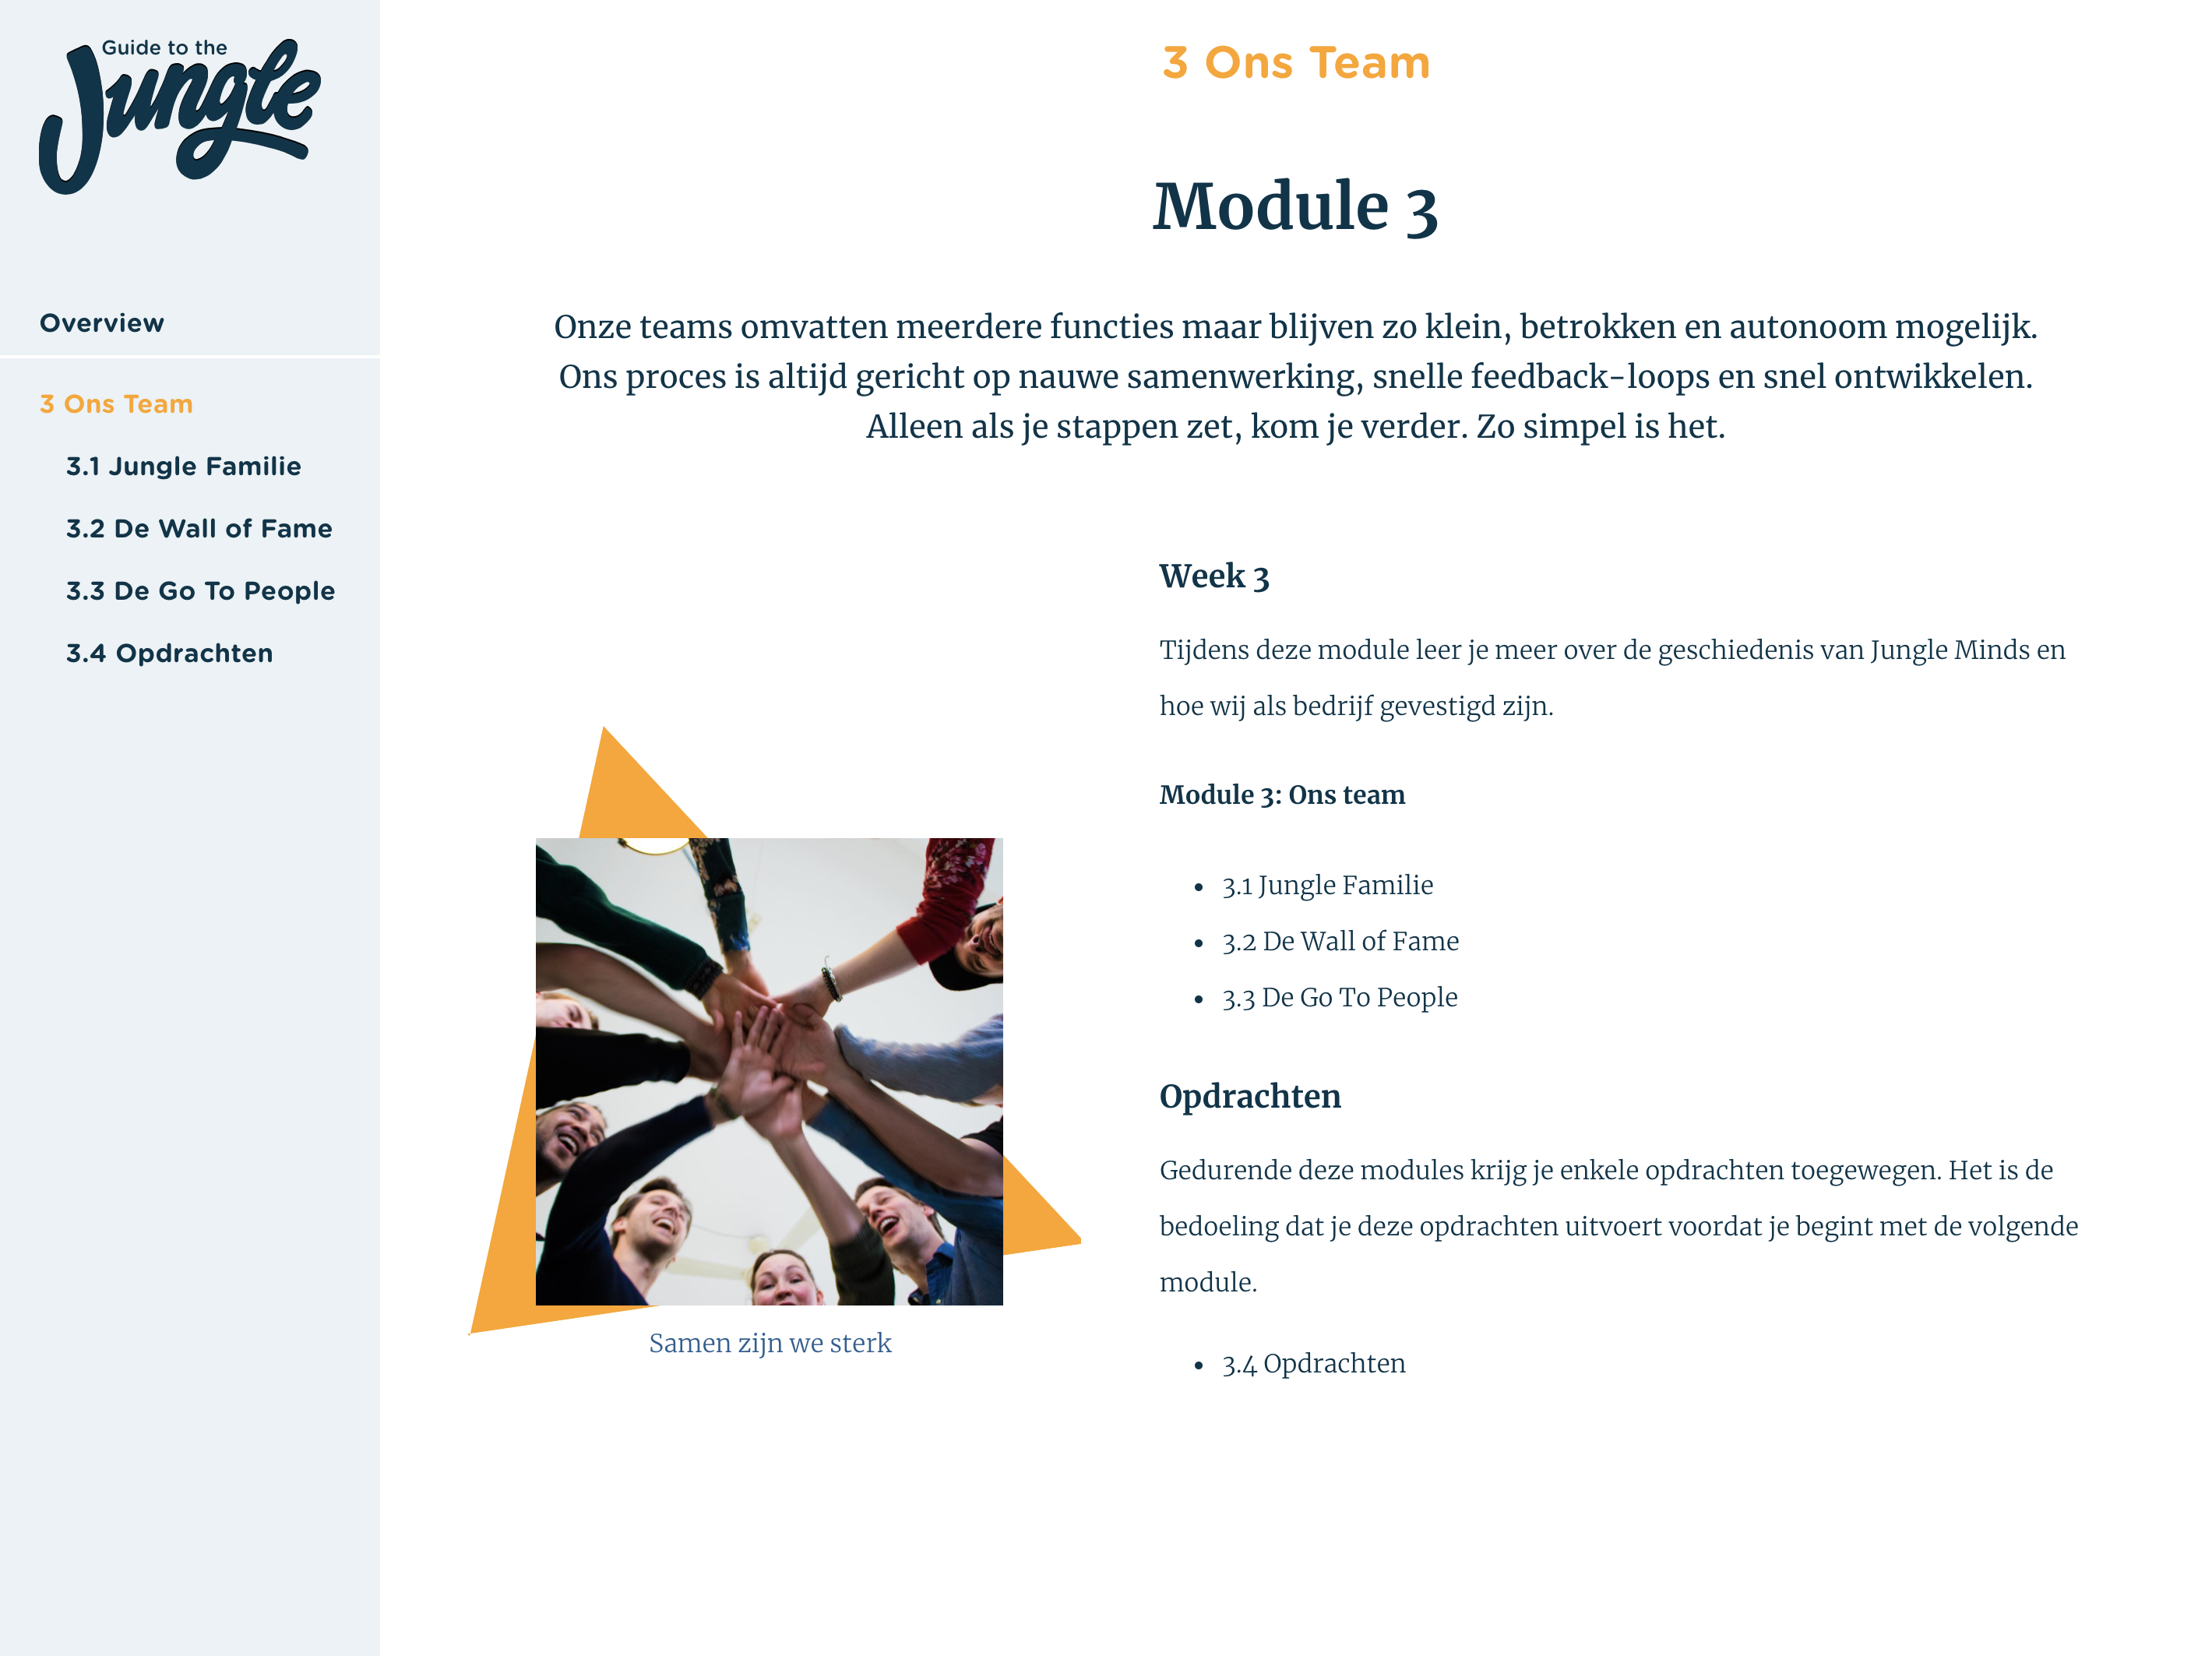 Guide to the
Jungle
Overview
3 Ons Team
3.1 Jungle Familie
3.2 De Wall of Fame
3.3 De Go To People
3.4 Opdrachten
3 Ons Team
Module 3
Onze teams omvatten meerdere functies maar blijven zo klein, betrokken en autonoom mogelijk.
Ons proces is altijd gericht op nauwe samenwerking, snelle feedback-loops en snel ontwikkelen.
Alleen als je stappen zet, kom je verder. Zo simpel is het.
Samen zijn we sterk
Week 3
Tijdens deze module leer je meer over de geschiedenis van Jungle Minds en
hoe wij als bedrijf gevestigd zijn.
Module 3: Ons team
• 3.1 Jungle Familie
• 3.2 De Wall of Fame
• 3.3 De Go To People
Opdrachten
Gedurende deze modules krijg je enkele opdrachten toegewegen. Het is de
bedoeling dat je deze opdrachten uitvoert voordat je begint met de volgende
module.
• 3.4 Opdrachten